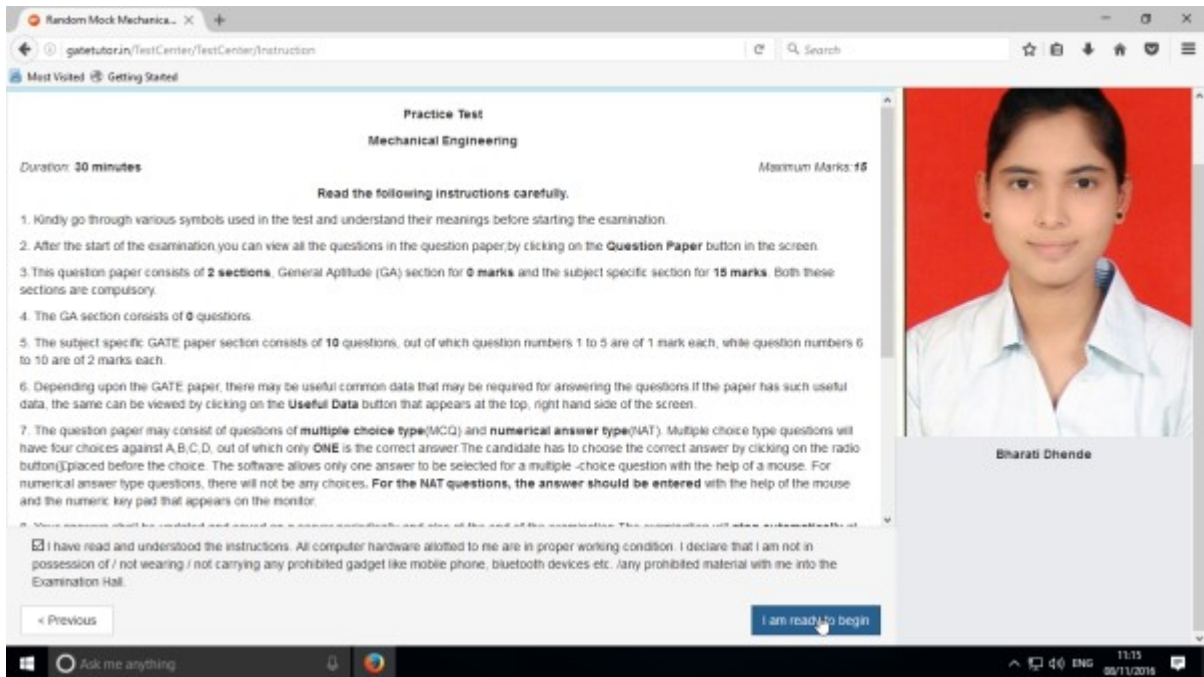 Random Mock Mechanica...
gatetutor.in/TestCenter/TestCenter/Instruction
Search
Most Visited Getting Started
Practice Test
Mechanical Engineering
Duration: 30 minutes
Maximum Marks:15
Read the following instructions carefully.
1. Kindly go through various symbols used in the test and understand their meanings before starting the examination.
2. After the start of the examination,you can view all the questions in the question paper,by clicking on the Question Paper button in the screen.
3.This question paper consists of 2 sections, General Aptitude (GA) section for 0 marks and the subject specific section for 15 marks. Both these
sections are compulsory.
4. The GA section consists of 0 questions.
5. The subject specific GATE paper section consists of 10 questions, out of which question numbers 1 to 5 are of 1 mark each, while question numbers 6
to 10 are of 2 marks each.
6. Depending upon the GATE paper, there may be useful common data that may be required for answering the questions.If the paper has such useful
data, the same can be viewed by clicking on the Useful Data button that appears at the top, right hand side of the screen.
7. The question paper may consist of questions of multiple choice type(MCQ) and numerical answer type(NAT). Multiple choice type questions will
have four choices against A,B,C,D, out of which only ONE is the correct answer.The candidate has to choose the correct answer by clicking on the radio
button() placed before the choice. The software allows only one answer to be selected for a multiple -choice question with the help of a mouse. For
numerical answer type questions, there will not be any choices. For the NAT questions, the answer should be entered with the help of the mouse
and the numeric key pad that appears on the monitor.
I have read and understood the instructions. All computer hardware allotted to me are in proper working condition. I declare that I am not in
possession of / not wearing / not carrying any prohibited gadget like mobile phone, bluetooth devices etc. /any prohibited material with me into the
Examination Hall.
< Previous
I am ready to begin
Bharati Dhende
Ask me anything
ENG
11:15
06/11/2016